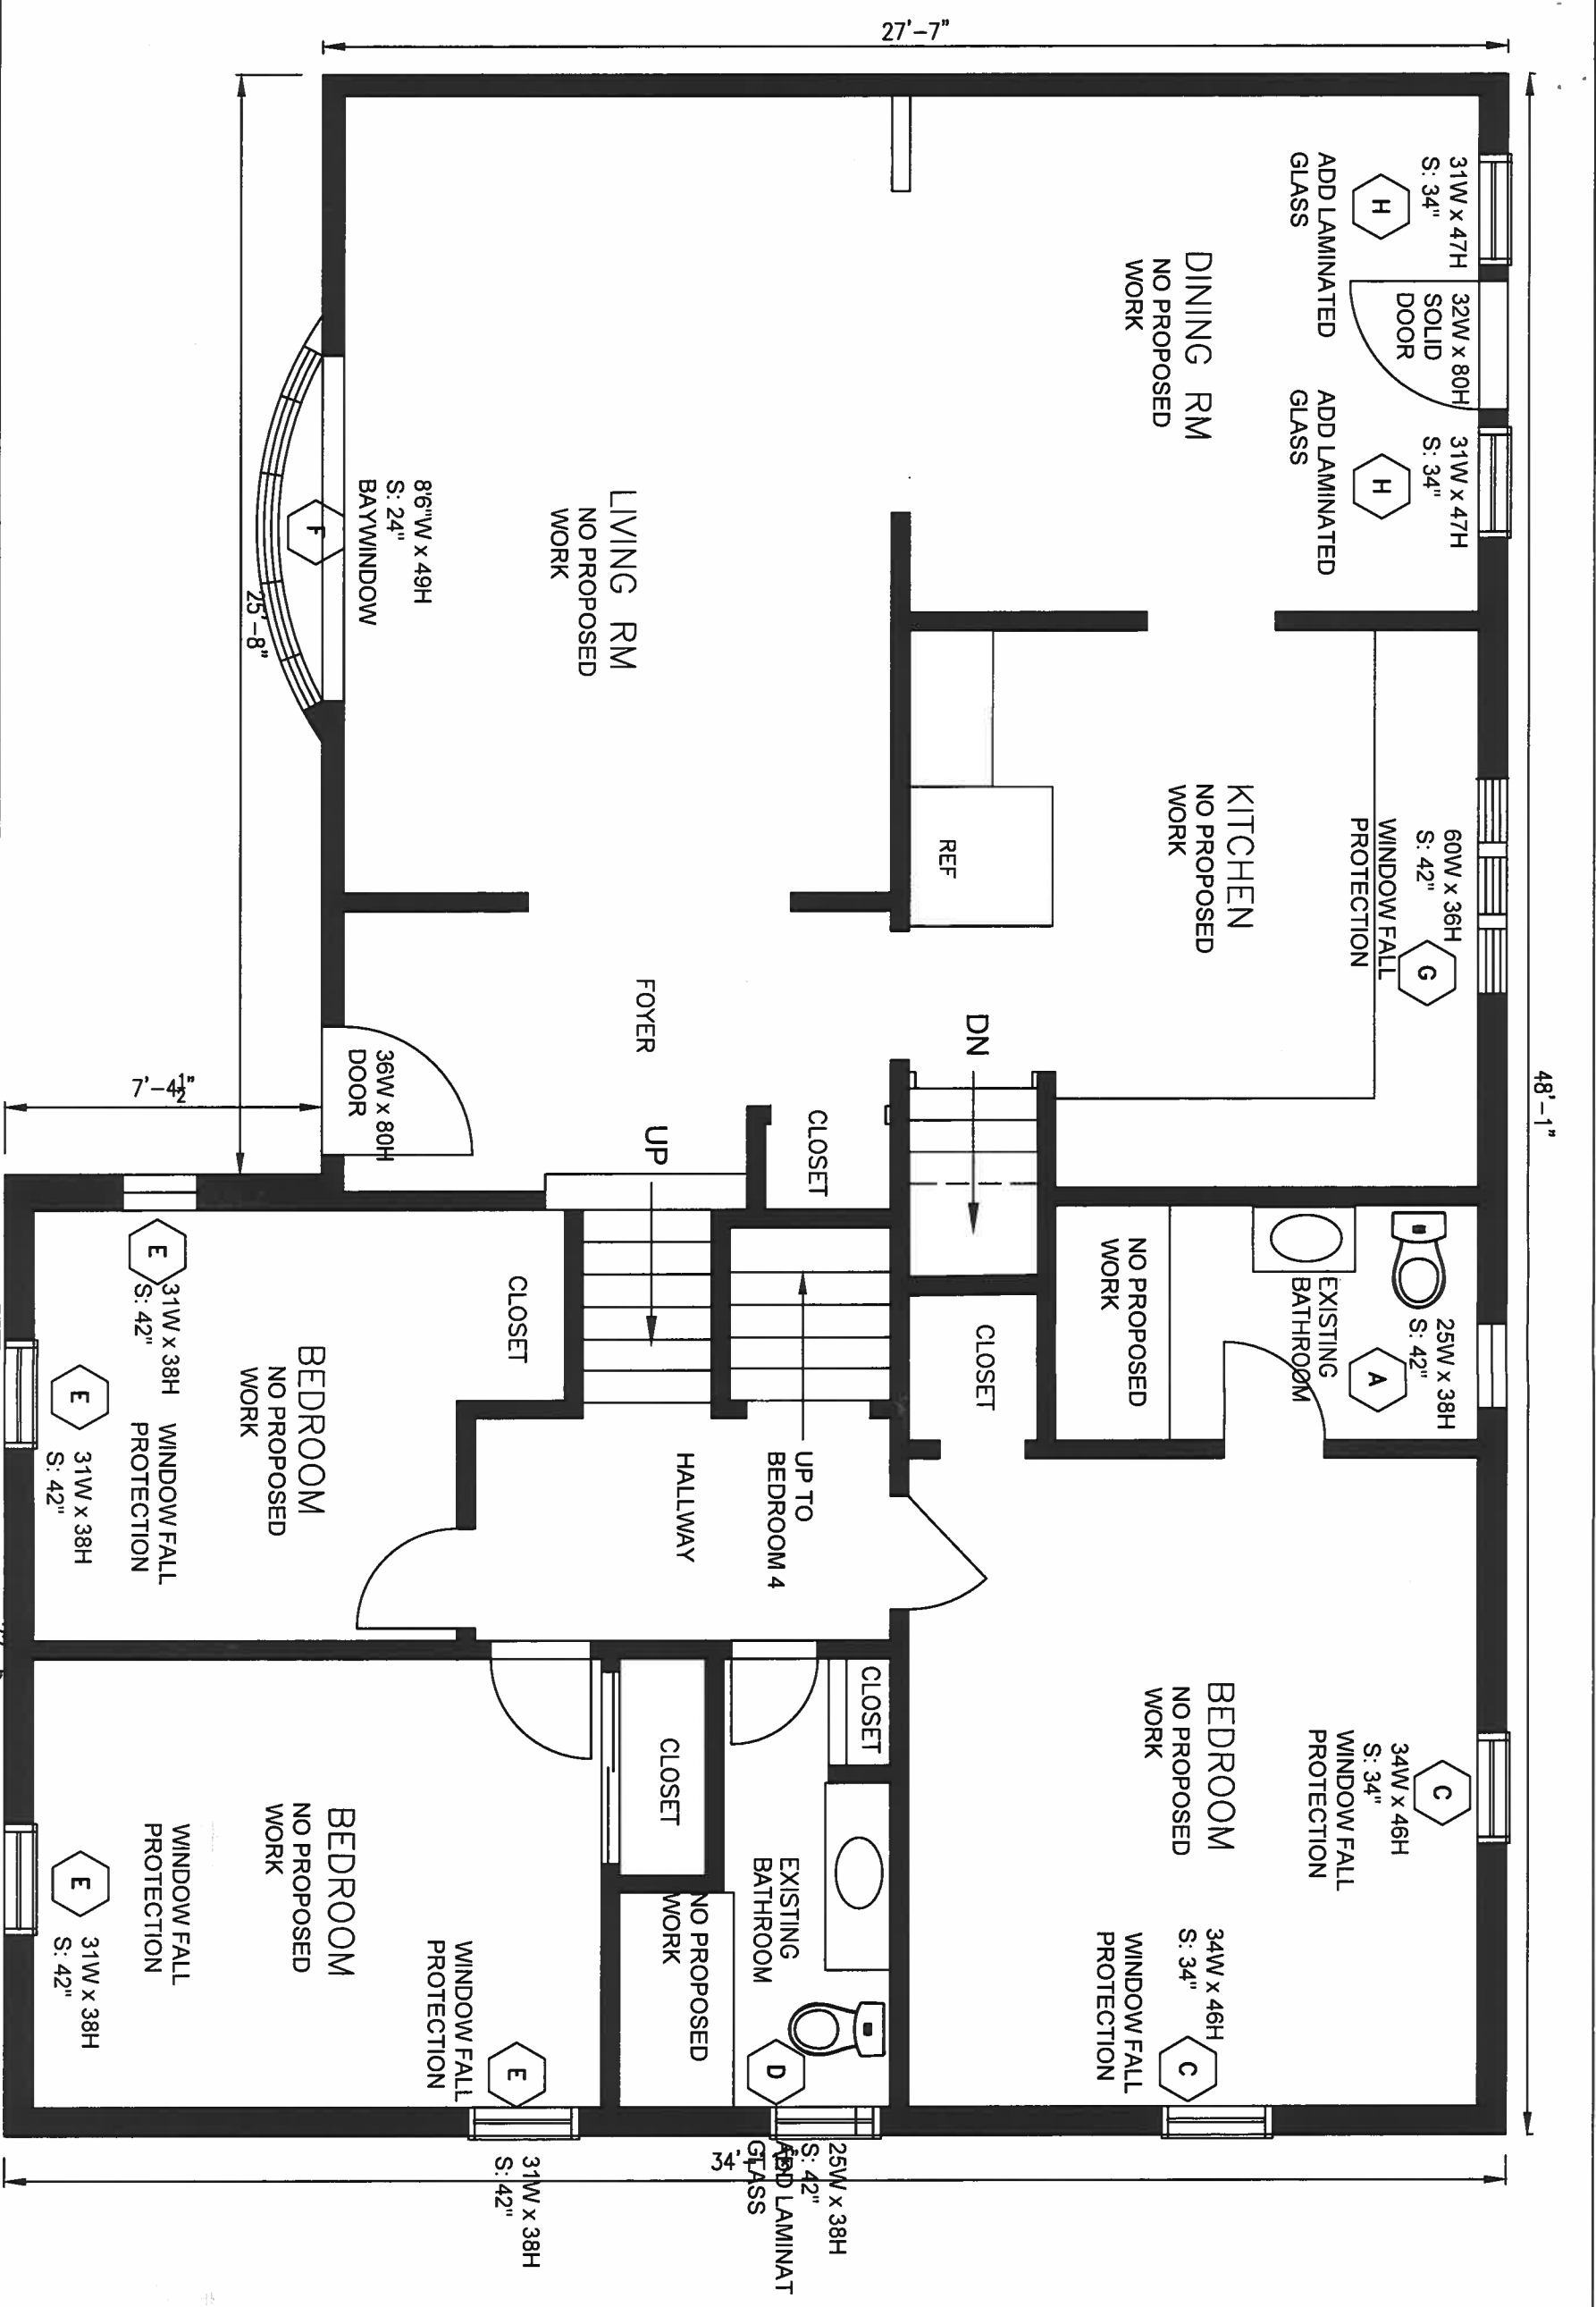 48'-1"
27'-7"
31W x 47H
S: 34"
H
ADD LAMINATED
GLASS
32W x 80H
SOLID
DOOR
31W x 47H
S: 34"
H
ADD LAMINATED
GLASS
DINING RM
NO PROPOSED
WORK
60W x 36H
S: 42"
G
WINDOW FALL
PROTECTION
KITCHEN
NO PROPOSED
WORK
REF
DN
25W x 38H
S: 42"
A
EXISTING
BATHROOM
NO PROPOSED
WORK
CLOSET
34W x 46H
S: 34"
C
WINDOW FALL
PROTECTION
BEDROOM
NO PROPOSED
WORK
34W x 46H
S: 34"
C
WINDOW FALL
PROTECTION
LIVING RM
NO PROPOSED
WORK
8'6"W x 49H
S: 24"
BAYWINDOW
F
25'-8"
FOYER
CLOSET
UP
36W x 80H
DOOR
7'-4½"
UP TO
BEDROOM 4
HALLWAY
CLOSET
CLOSET
CLOSET
EXISTING
BATHROOM
NO PROPOSED
WORK
D
25W x 38H
S: 42"
ADD LAMINAT
GLASS
34'-
BEDROOM
NO PROPOSED
WORK
E
31W x 38H
S: 42"
WINDOW FALL
PROTECTION
E
31W x 38H
S: 42"
BEDROOM
NO PROPOSED
WORK
WINDOW FALL
PROTECTION
E
31W x 38H
S: 42"
WINDOW FALL
PROTECTION
E
31W x 38H
S: 42"